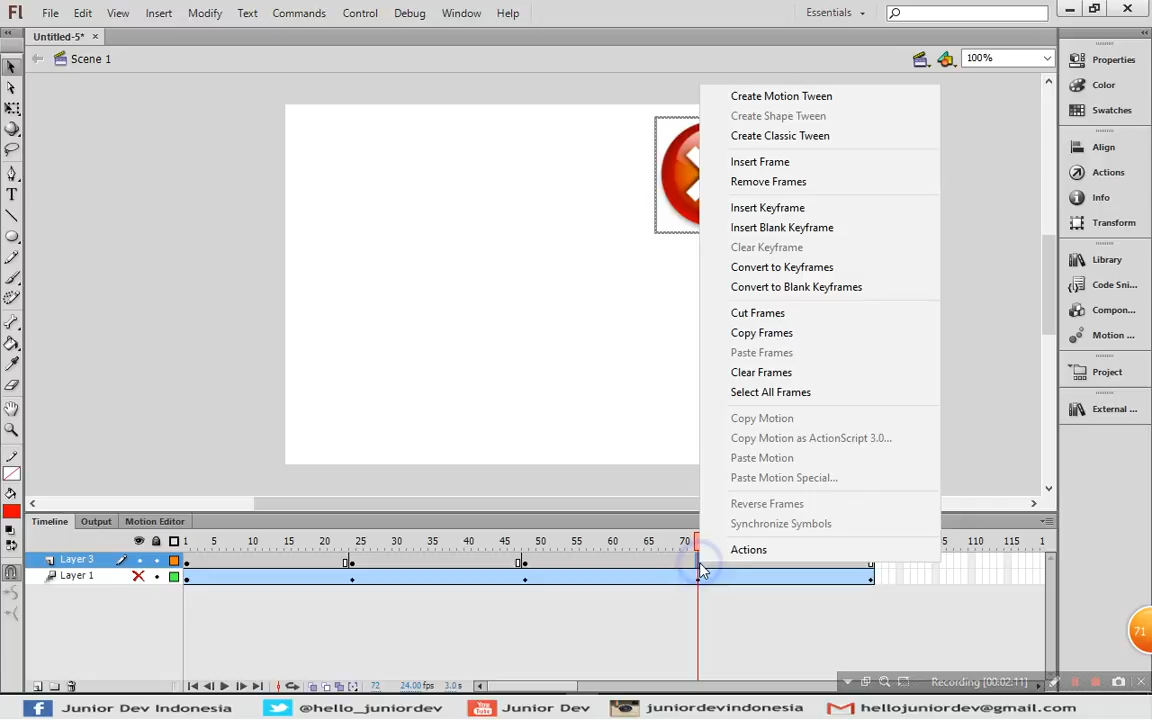 Fl File Edit View Insert Modify Text Commands Control Debug Window Help Essentials
Untitled-5* ×
Scene 1 100%
Properties
Color
Swatches
Align
Actions
Info
Transform
Library
Code Sni...
Compon...
Motion ...
Project
External ...
Create Motion Tween
Create Shape Tween
Create Classic Tween
Insert Frame
Remove Frames
Insert Keyframe
Insert Blank Keyframe
Clear Keyframe
Convert to Keyframes
Convert to Blank Keyframes
Cut Frames
Copy Frames
Paste Frames
Clear Frames
Select All Frames
Copy Motion
Copy Motion as ActionScript 3.0...
Paste Motion
Paste Motion Special...
Reverse Frames
Synchronize Symbols
Actions
Timeline Output Motion Editor
1 5 10 15 20 25 30 35 40 45 50 55 60 65 70
Layer 3
Layer 1
71
72 24.00 fps 3.0 s
Recording [00:02:11]
Junior Dev Indonesia @hello_juniordev You Tube Junior Dev juniordevindonesia hellojuniordev@gmail.com